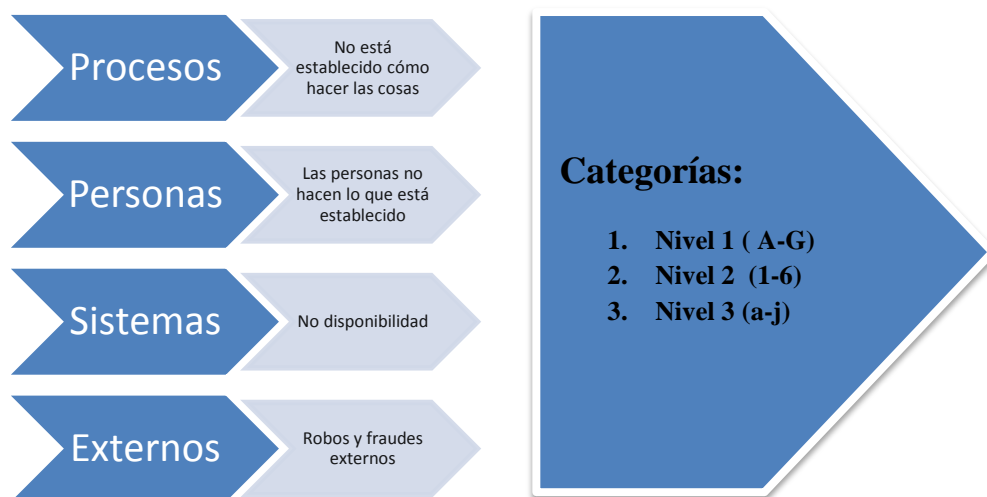 Procesos
No está
establecido cómo
hacer las cosas
Personas
Las personas no
hacen lo que está
establecido
Sistemas
No disponibilidad
Externos
Robos y fraudes
externos
Categorías:
1. Nivel 1 ( A-G)
2. Nivel 2 (1-6)
3. Nivel 3 (a-j)